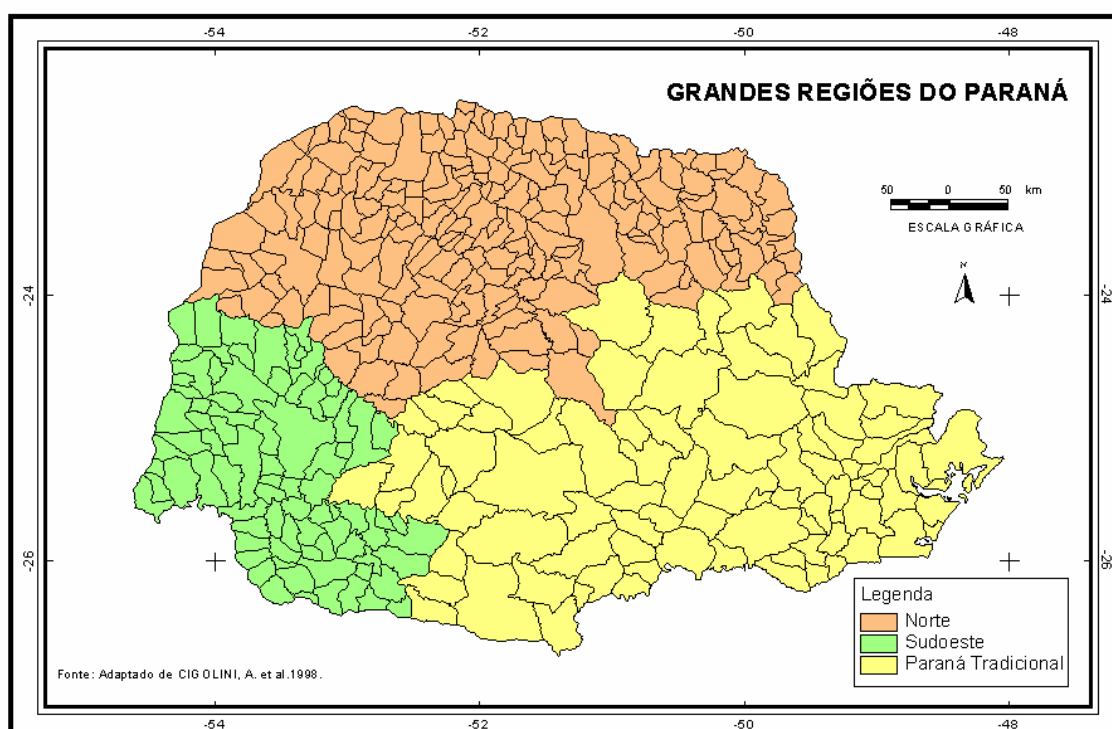 -54 -52 -50 -48
GRANDES REGIÕES DO PARANÁ
50 0 50 km
ESCALA GRÁFICA
N
-24 -24
-26 -26
Legenda
Norte
Sudoeste
Paraná Tradicional
Fonte: Adaptado de CIGOLINI, A. et al.1998.
-54 -52 -50 -48